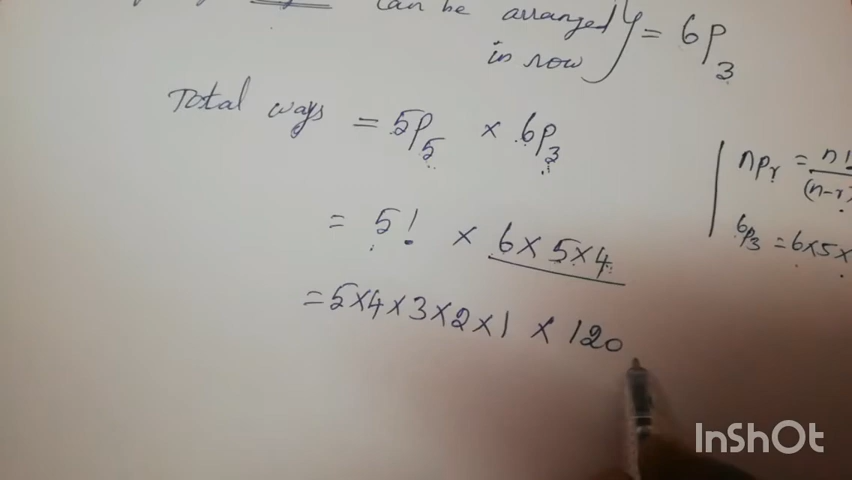 can be arranged } = 6P3
in row
Total ways = 5P5 × 6P3
nPr = n!
(n-r)
= 5! × 6×5×4
6P3 = 6×5×
= 5×4×3×2×1 × 120
InShOt